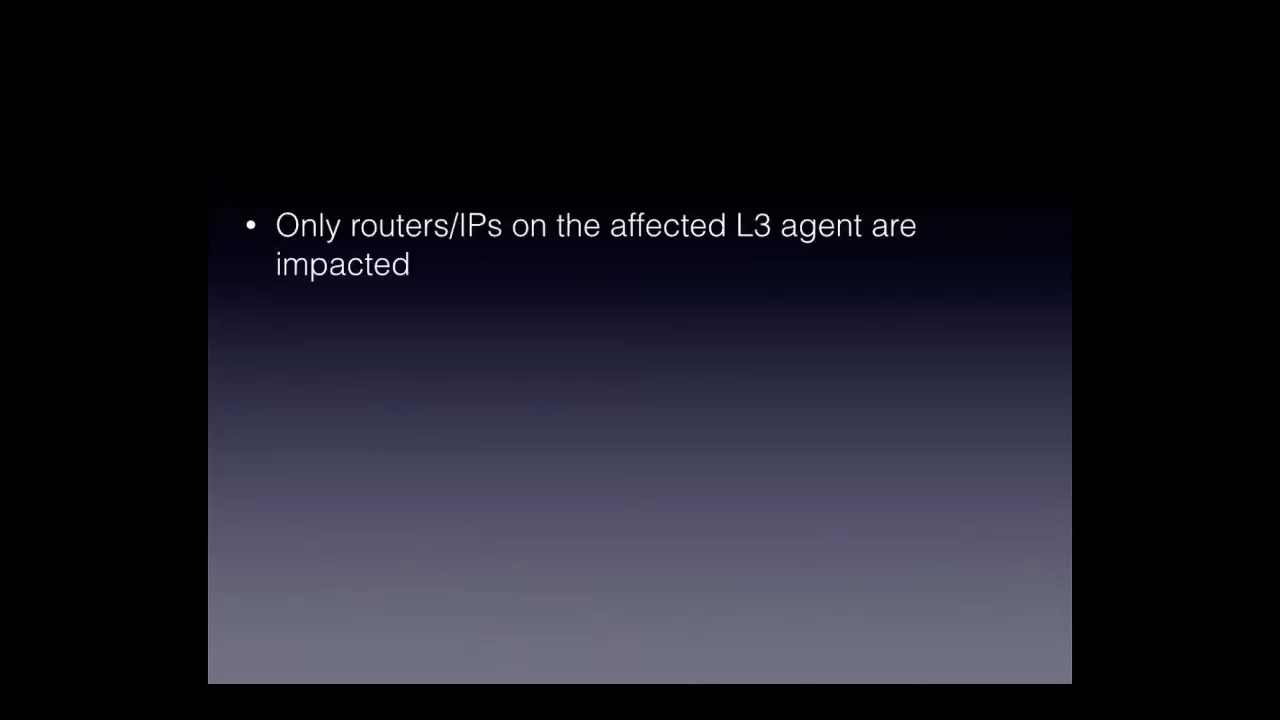 • Only routers/IPs on the affected L3 agent are
impacted